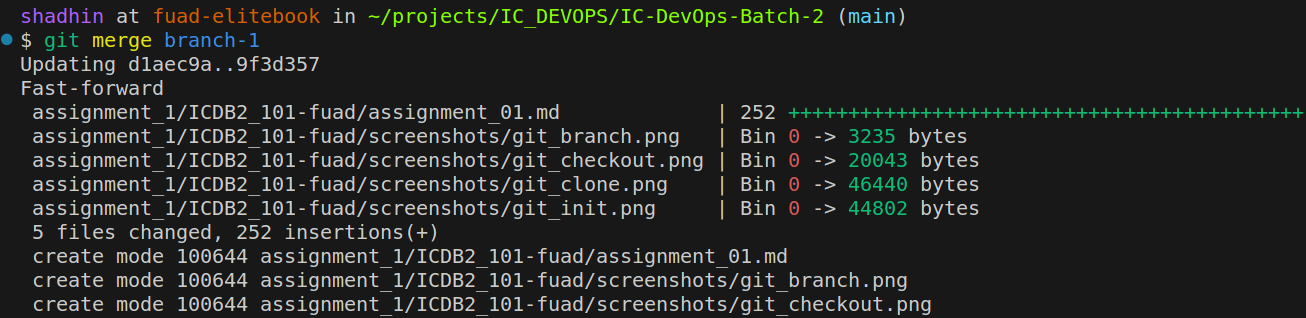 shadhin at fuad-elitebook in ~/projects/IC_DEVOPS/IC-DevOps-Batch-2 (main)
$ git merge branch-1
Updating d1aec9a..9f3d357
Fast-forward
 assignment_1/ICDB2_101-fuad/assignment_01.md             | 252 +++++++++++++++++++++++++++++++++++++++++++
 assignment_1/ICDB2_101-fuad/screenshots/git_branch.png   | Bin 0 -> 3235 bytes
 assignment_1/ICDB2_101-fuad/screenshots/git_checkout.png | Bin 0 -> 20043 bytes
 assignment_1/ICDB2_101-fuad/screenshots/git_clone.png    | Bin 0 -> 46440 bytes
 assignment_1/ICDB2_101-fuad/screenshots/git_init.png     | Bin 0 -> 44802 bytes
 5 files changed, 252 insertions(+)
 create mode 100644 assignment_1/ICDB2_101-fuad/assignment_01.md
 create mode 100644 assignment_1/ICDB2_101-fuad/screenshots/git_branch.png
 create mode 100644 assignment_1/ICDB2_101-fuad/screenshots/git_checkout.png